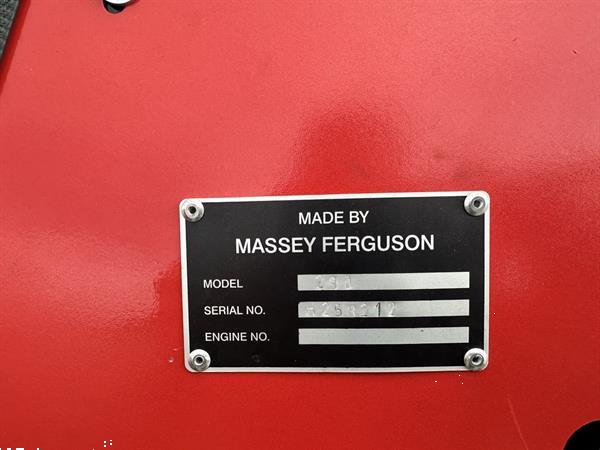 MADE BY
MASSEY FERGUSON
MODEL
SERIAL NO.
ENGINE NO.